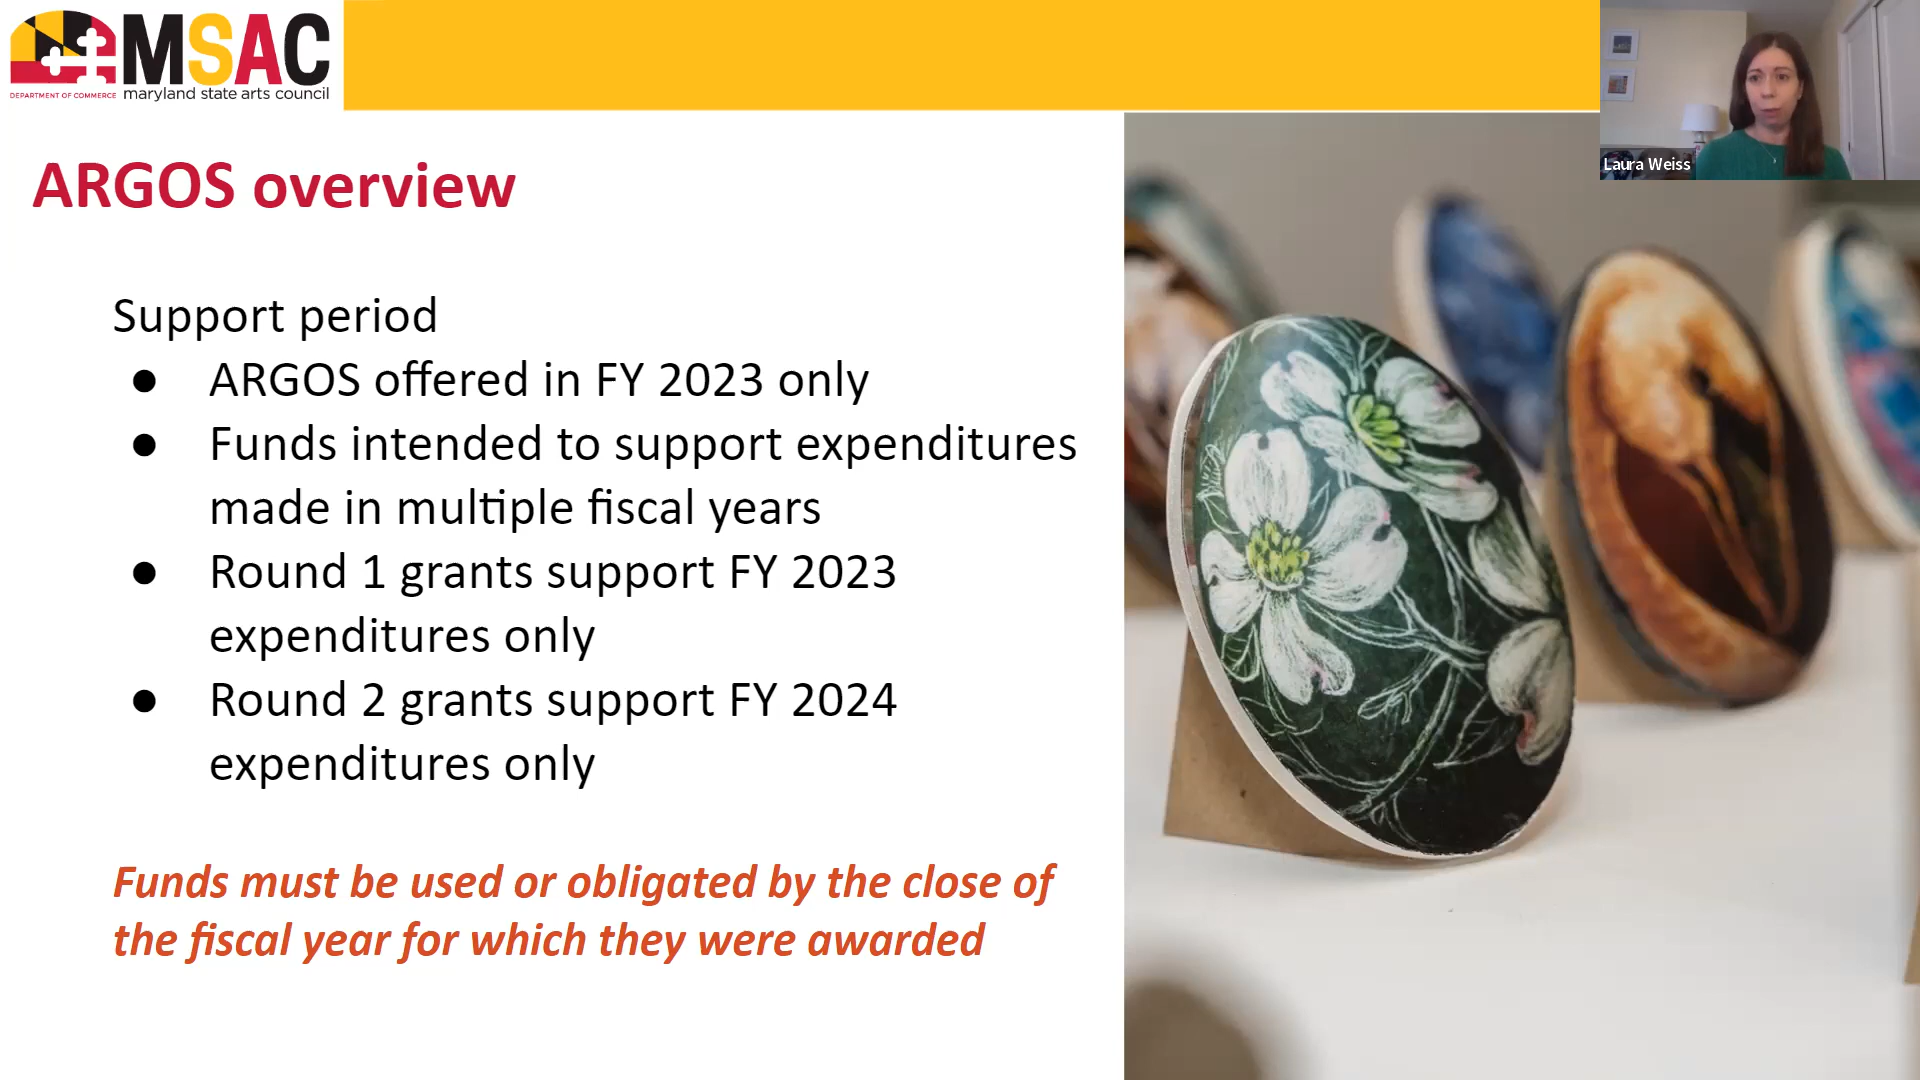 MSAC
DEPARTMENT OF COMMERCE
maryland state arts council
Laura Weiss
ARGOS overview
Support period
● ARGOS offered in FY 2023 only
● Funds intended to support expenditures
made in multiple fiscal years
● Round 1 grants support FY 2023
expenditures only
● Round 2 grants support FY 2024
expenditures only
Funds must be used or obligated by the close of
the fiscal year for which they were awarded